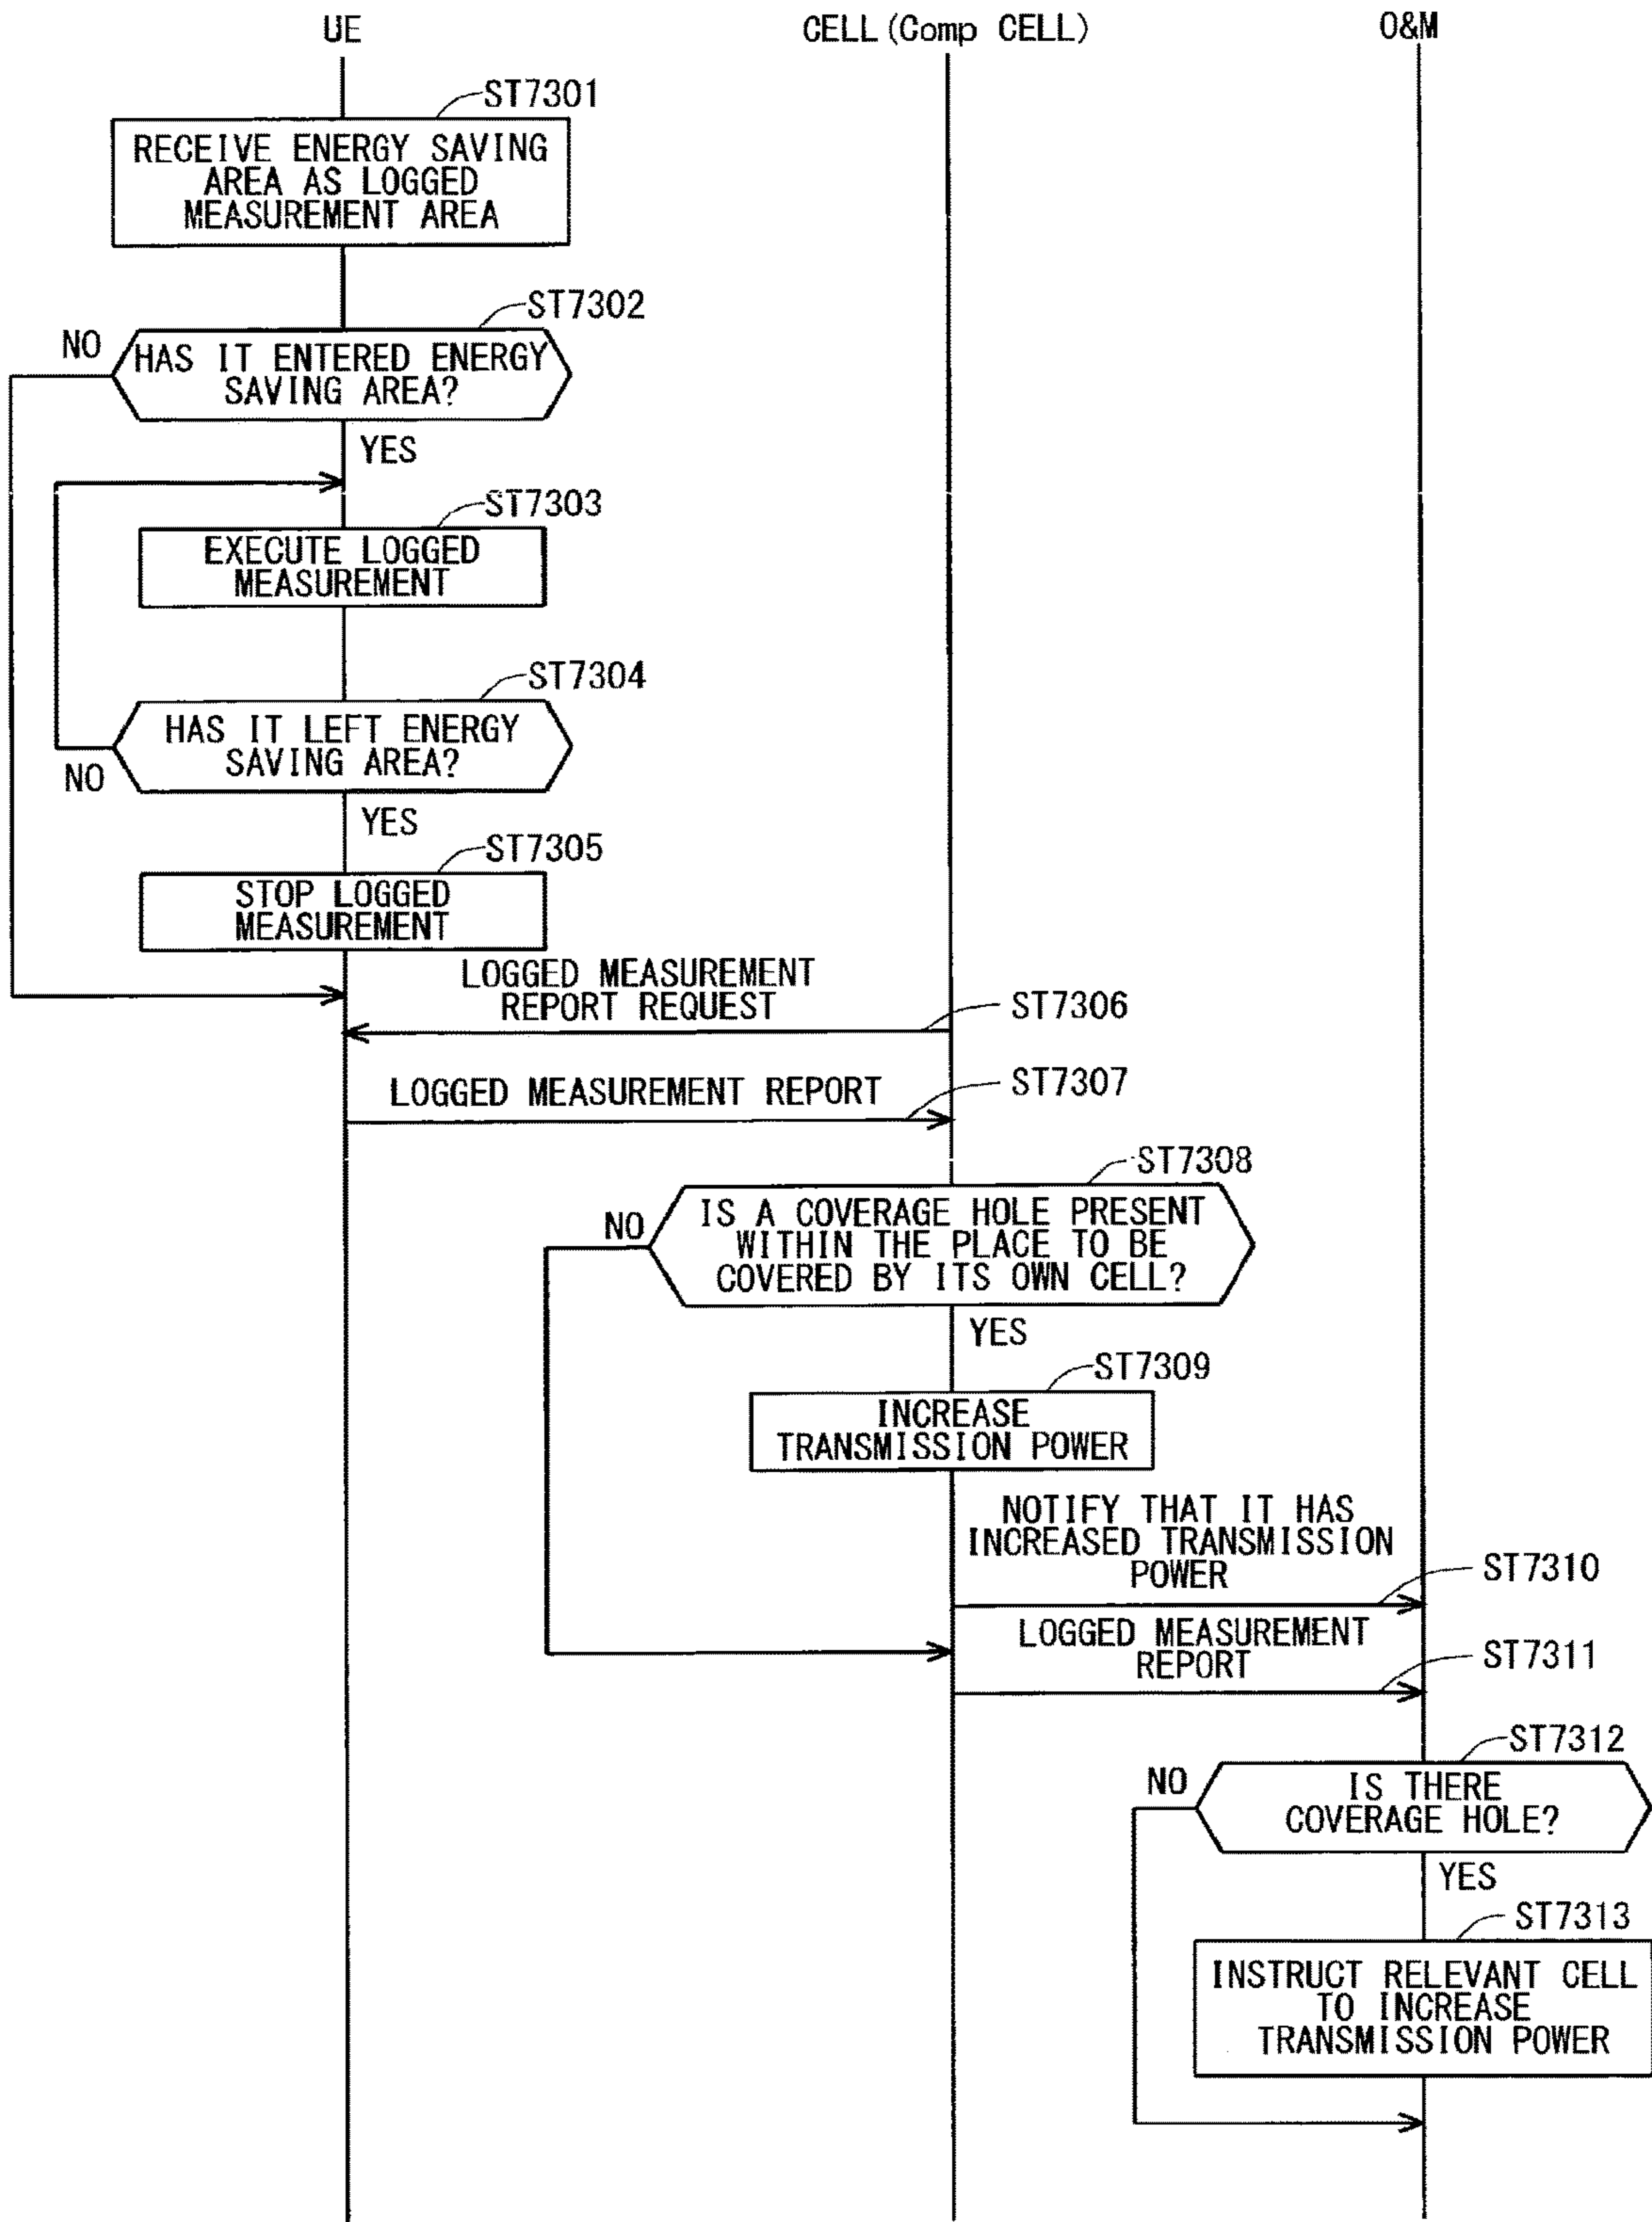 UE
CELL(Comp CELL)
O&M
ST7301
RECEIVE ENERGY SAVING
AREA AS LOGGED
MEASUREMENT AREA
ST7302
NO
HAS IT ENTERED ENERGY
SAVING AREA?
YES
ST7303
EXECUTE LOGGED
MEASUREMENT
ST7304
HAS IT LEFT ENERGY
SAVING AREA?
NO
YES
ST7305
STOP LOGGED
MEASUREMENT
LOGGED MEASUREMENT
REPORT REQUEST
ST7306
LOGGED MEASUREMENT REPORT
ST7307
ST7308
NO
IS A COVERAGE HOLE PRESENT
WITHIN THE PLACE TO BE
COVERED BY ITS OWN CELL?
YES
ST7309
INCREASE
TRANSMISSION POWER
NOTIFY THAT IT HAS
INCREASED TRANSMISSION
POWER
ST7310
LOGGED MEASUREMENT
REPORT
ST7311
ST7312
NO
IS THERE
COVERAGE HOLE?
YES
ST7313
INSTRUCT RELEVANT CELL
TO INCREASE
TRANSMISSION POWER